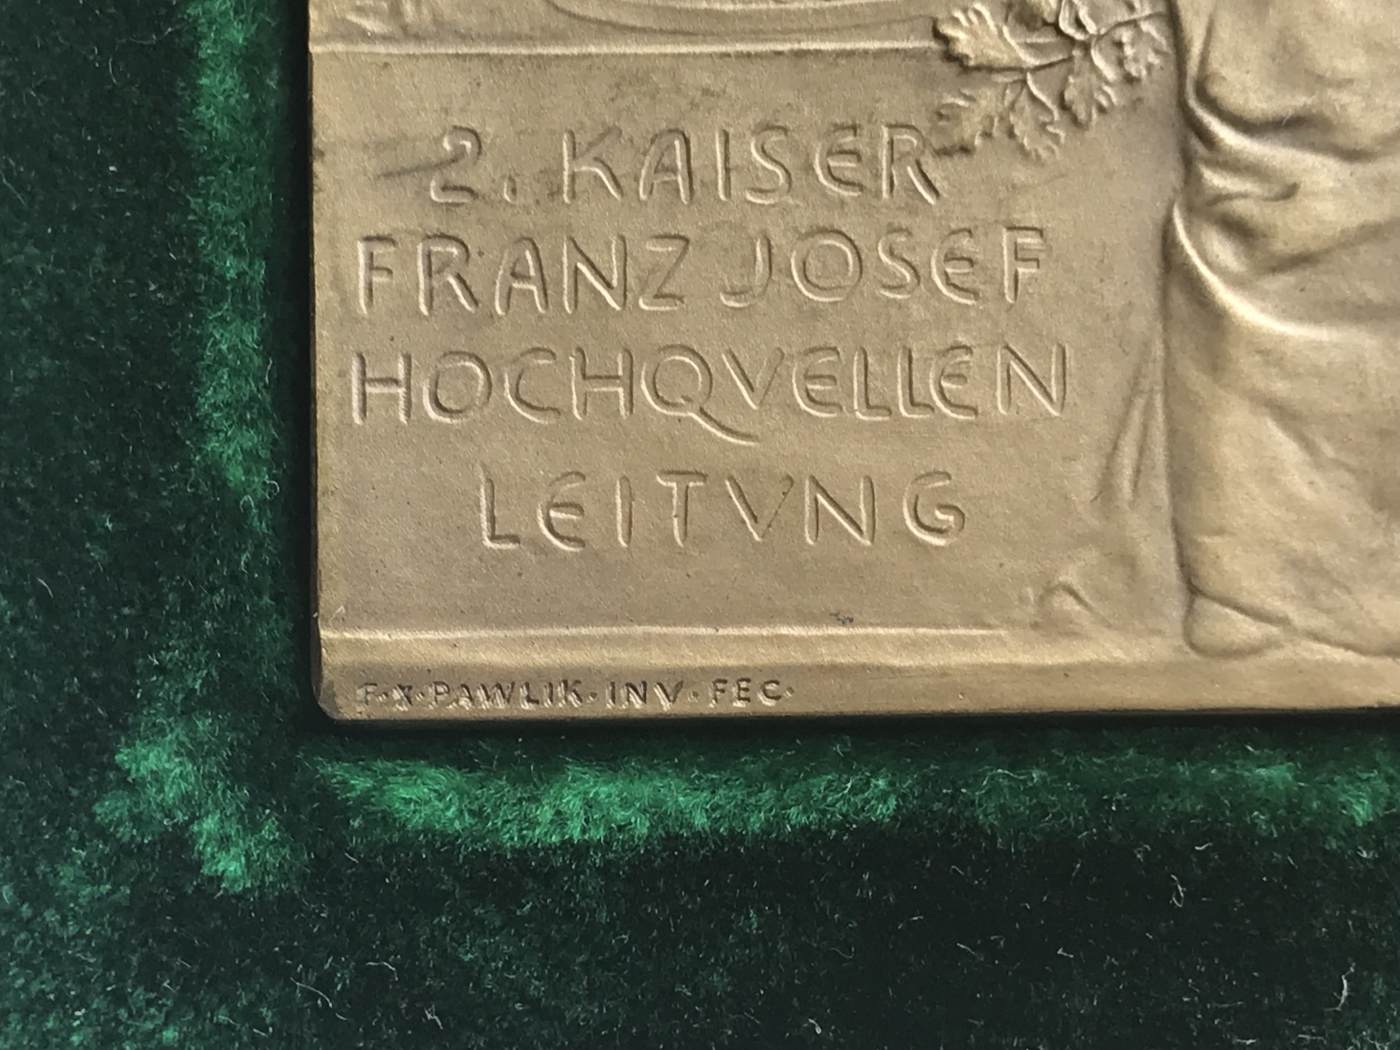 2. KAISER
FRANZ JOSEF
HOCHQVELLEN
LEITVNG
F·X·PAWLIK·INV·FEC·